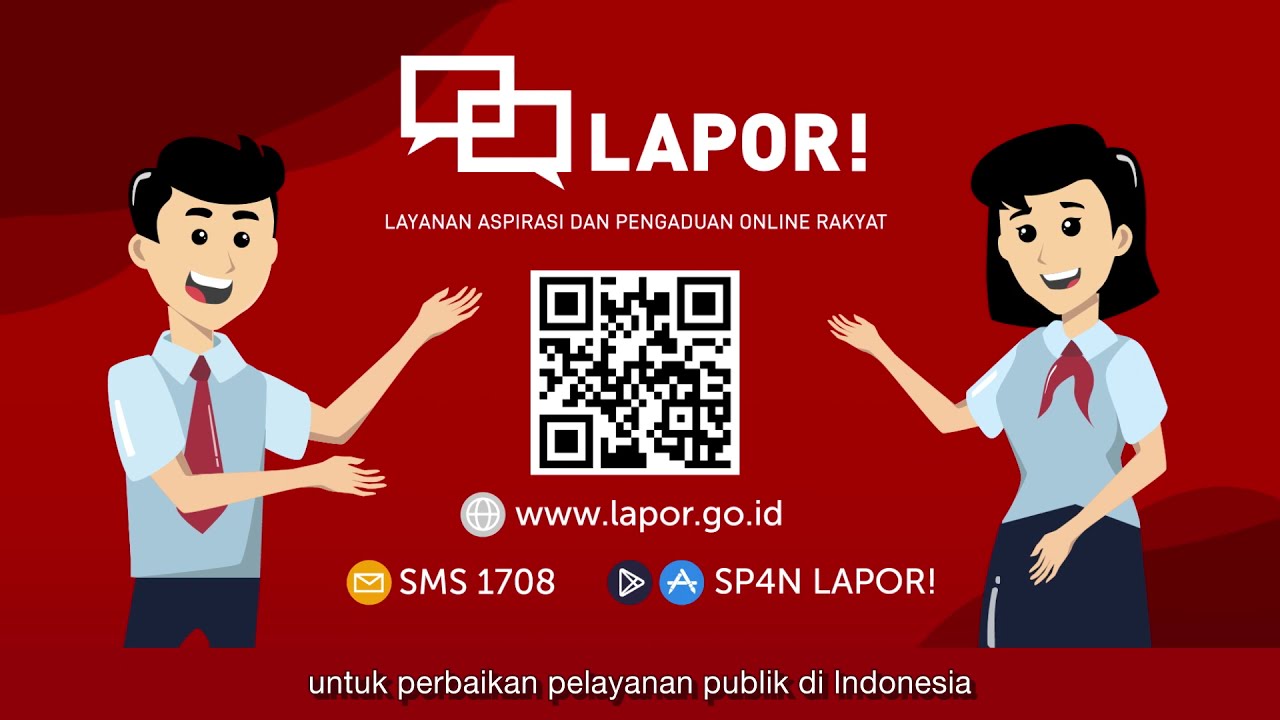 LAPOR!
LAYANAN ASPIRASI DAN PENGADUAN ONLINE RAKYAT
www.lapor.go.id
SMS 1708
SP4N LAPOR!
untuk perbaikan pelayanan publik di Indonesia